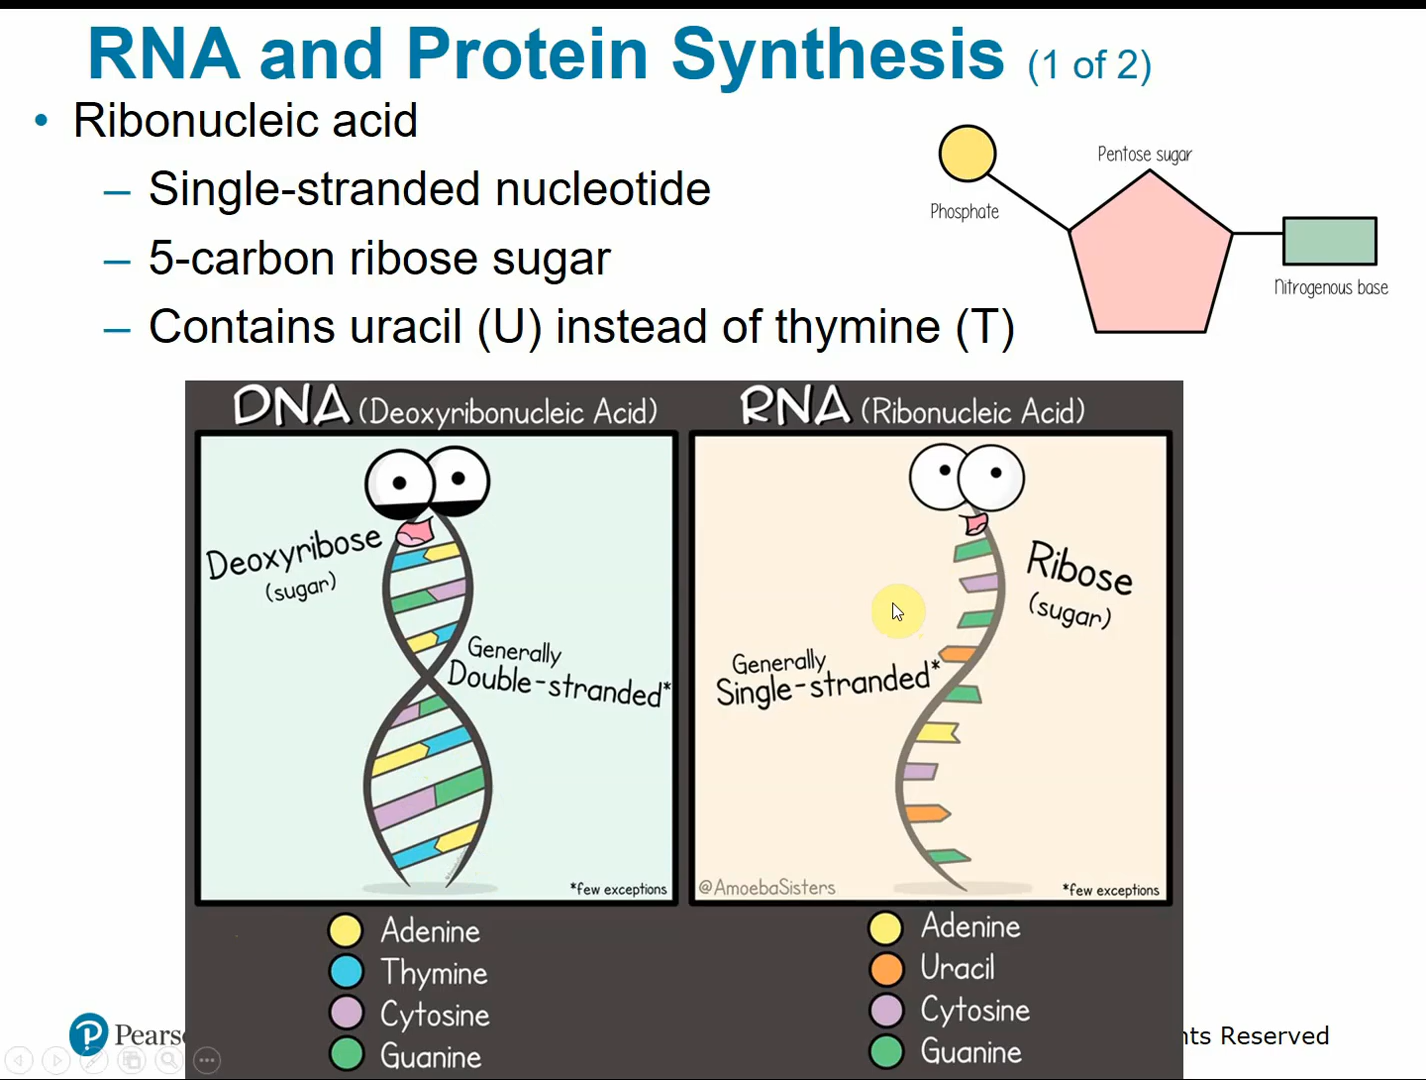 RNA and Protein Synthesis (1 of 2)
• Ribonucleic acid
– Single-stranded nucleotide
– 5-carbon ribose sugar
– Contains uracil (U) instead of thymine (T)
Pentose sugar
Phosphate
Nitrogenous base
DNA (Deoxyribonucleic Acid)
Deoxyribose
(sugar)
Generally
Double-stranded*
*few exceptions
Adenine
Thymine
Cytosine
Guanine
RNA (Ribonucleic Acid)
Ribose
(sugar)
Generally
Single-stranded*
@AmoebaSisters
*few exceptions
Adenine
Uracil
Cytosine
Guanine
P Pears
nts Reserved